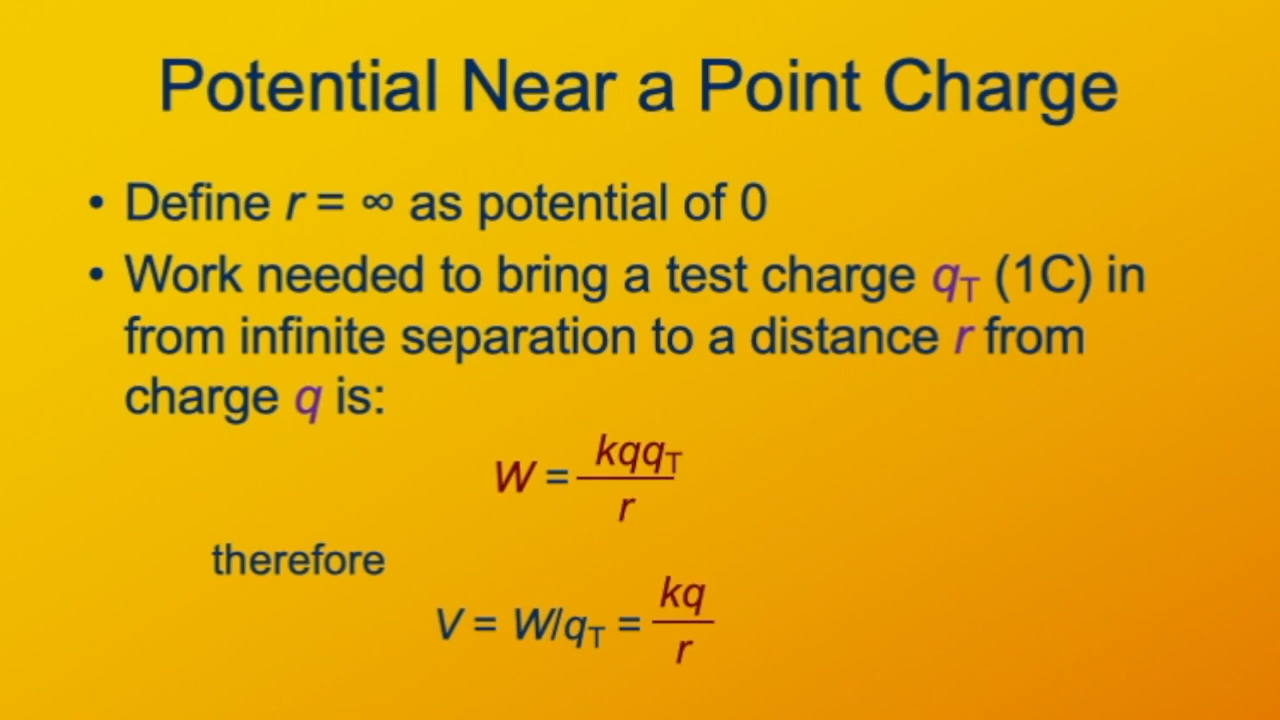 Potential Near a Point Charge
• Define r = ∞ as potential of 0
• Work needed to bring a test charge qT (1C) in
from infinite separation to a distance r from
charge q is:
W = kqqT / r
therefore
V = W/qT = kq / r